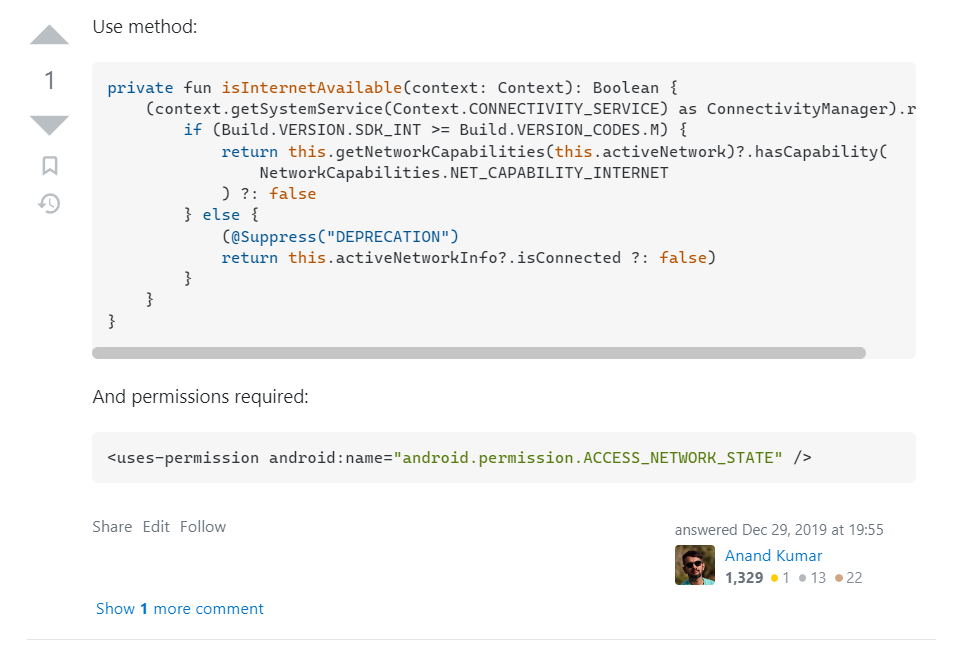 Use method:
1
private fun isInternetAvailable(context: Context): Boolean {
    (context.getSystemService(Context.CONNECTIVITY_SERVICE) as ConnectivityManager).r
        if (Build.VERSION.SDK_INT >= Build.VERSION_CODES.M) {
            return this.getNetworkCapabilities(this.activeNetwork)?.hasCapability(
                NetworkCapabilities.NET_CAPABILITY_INTERNET
            ) ?: false
        } else {
            (@Suppress("DEPRECATION")
            return this.activeNetworkInfo?.isConnected ?: false)
        }
    }
}
And permissions required:
<uses-permission android:name="android.permission.ACCESS_NETWORK_STATE" />
Share Edit Follow
answered Dec 29, 2019 at 19:55
Anand Kumar
1,329 1 13 22
Show 1 more comment